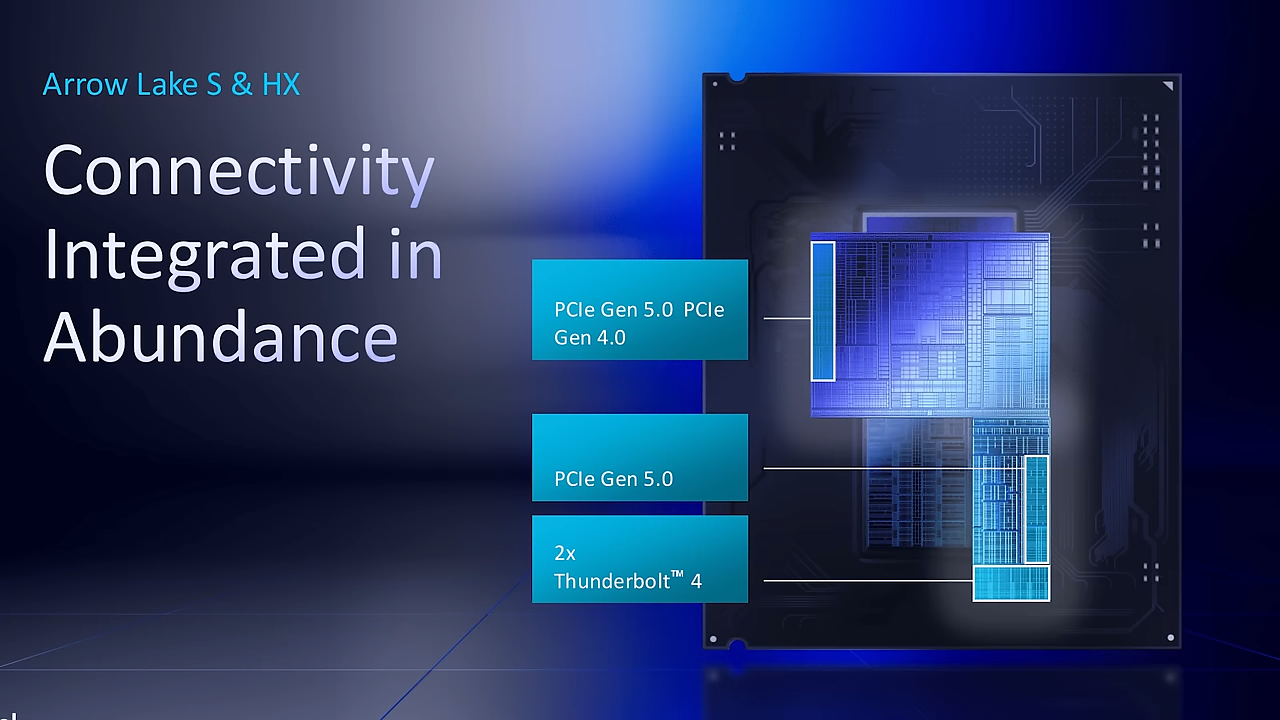 Arrow Lake S & HX
Connectivity
Integrated in
Abundance
PCIe Gen 5.0 PCIe
Gen 4.0
PCIe Gen 5.0
2x
Thunderbolt™ 4